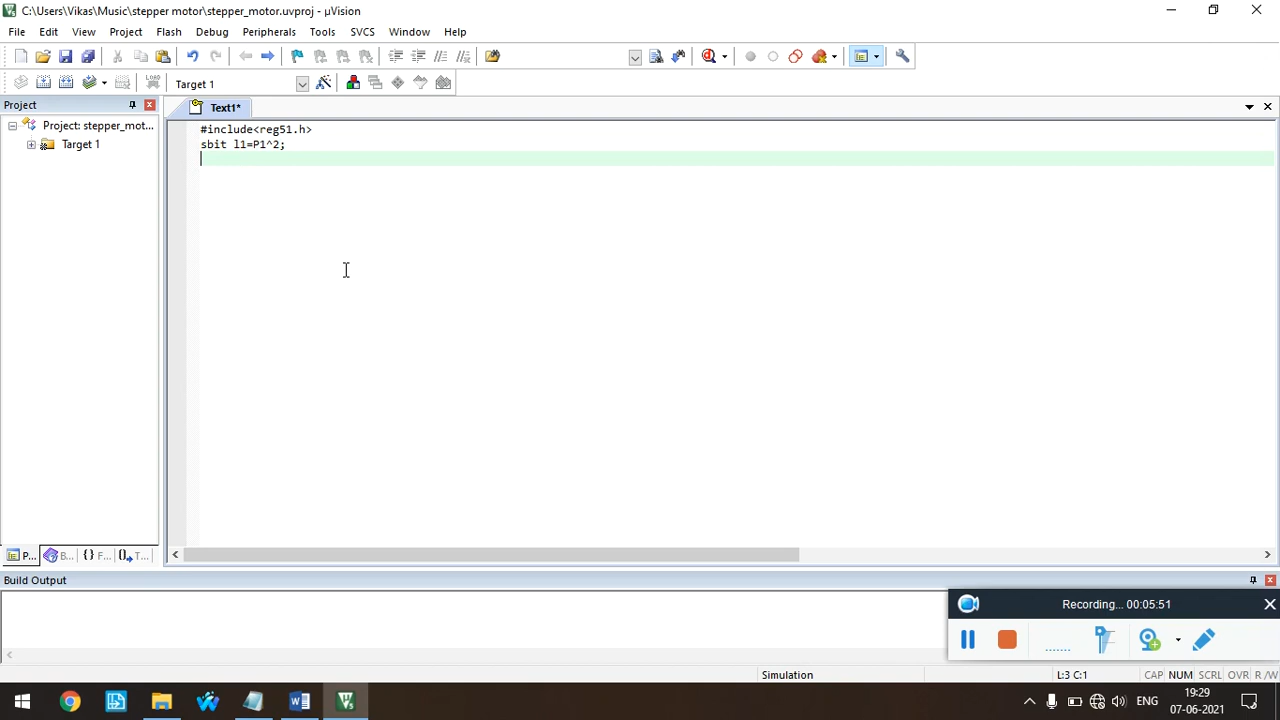 C:\Users\Vikas\Music\stepper motor\stepper_motor.uvproj - µVision
File Edit View Project Flash Debug Peripherals Tools SVCS Window Help
LOAD Target 1
Project
Text1*
Project: stepper_mot...
Target 1
#include<reg51.h>
sbit l1=P1^2;
P... B... {} F... 0. T...
Build Output
Recording... 00:05:51
Simulation L:3 C:1 CAP NUM SCRL OVR R/W
ENG
19:29
07-06-2021